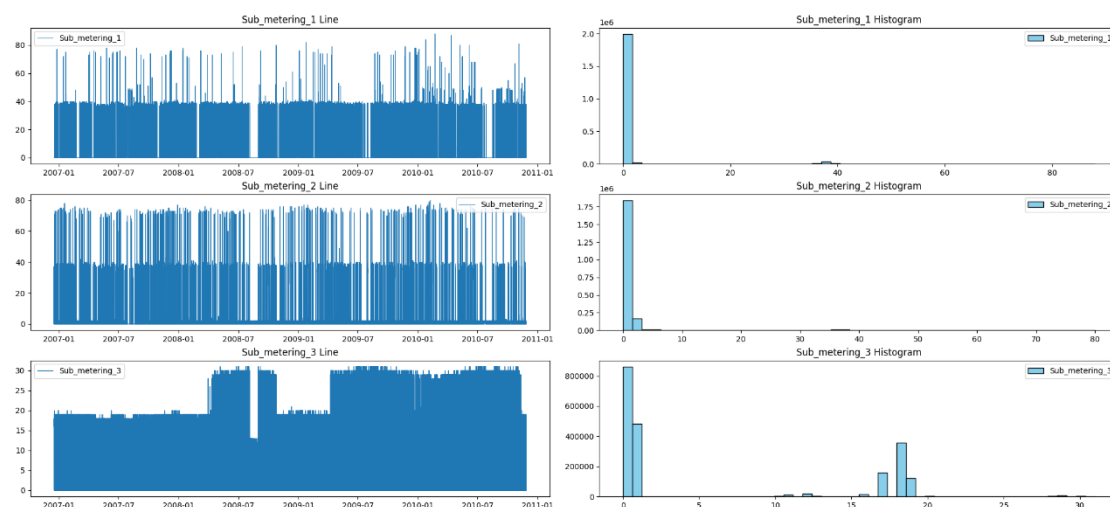 Sub_metering_1 Line
Sub_metering_1
80
60
40
20
0
2007-01 2007-07 2008-01 2008-07 2009-01 2009-07 2010-01 2010-07 2011-01
Sub_metering_1 Histogram
1e6
Sub_metering_1
2.0
1.5
1.0
0.5
0.0
0 20 40 60 80
Sub_metering_2 Line
Sub_metering_2
80
60
40
20
0
2007-01 2007-07 2008-01 2008-07 2009-01 2009-07 2010-01 2010-07 2011-01
Sub_metering_2 Histogram
1e6
Sub_metering_2
1.75
1.50
1.25
1.00
0.75
0.50
0.25
0.00
0 10 20 30 40 50 60 70 80
Sub_metering_3 Line
Sub_metering_3
30
25
20
15
10
5
0
2007-01 2007-07 2008-01 2008-07 2009-01 2009-07 2010-01 2010-07 2011-01
Sub_metering_3 Histogram
Sub_metering_3
800000
600000
400000
200000
0
0 5 10 15 20 25 30